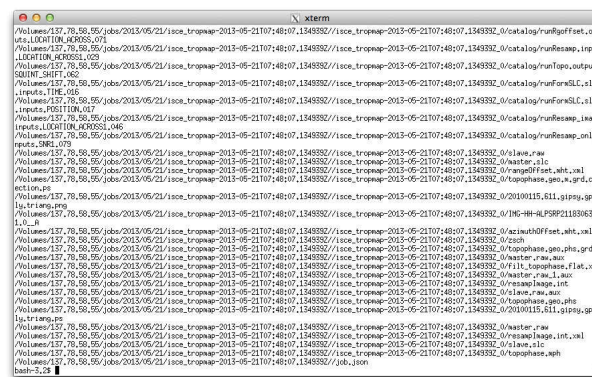 xterm
/Volumes/137.78.58.55/jobs/2013/05/21/isce_tropmap-2013-05-21T07:48:07.134939Z//isce_tropmap-2013-05-21T07:48:07.134939Z_0/catalog/runRgoffset.o
uts.LOCATION_ACROSS.071
/Volumes/137.78.58.55/jobs/2013/05/21/isce_tropmap-2013-05-21T07:48:07.134939Z//isce_tropmap-2013-05-21T07:48:07.134939Z_0/catalog/runResamp.inp
.LOCATION_ACROSS1.029
/Volumes/137.78.58.55/jobs/2013/05/21/isce_tropmap-2013-05-21T07:48:07.134939Z//isce_tropmap-2013-05-21T07:48:07.134939Z_0/catalog/runTopo.outpu
SQUINT_SHIFT.062
/Volumes/137.78.58.55/jobs/2013/05/21/isce_tropmap-2013-05-21T07:48:07.134939Z//isce_tropmap-2013-05-21T07:48:07.134939Z_0/catalog/runFormSLC.sl
.inputs.TIME.016
/Volumes/137.78.58.55/jobs/2013/05/21/isce_tropmap-2013-05-21T07:48:07.134939Z//isce_tropmap-2013-05-21T07:48:07.134939Z_0/catalog/runFormSLC.sl
.inputs.POSITION.017
/Volumes/137.78.58.55/jobs/2013/05/21/isce_tropmap-2013-05-21T07:48:07.134939Z//isce_tropmap-2013-05-21T07:48:07.134939Z_0/catalog/runResamp_ima
inputs.LOCATION_ACROSS1.046
/Volumes/137.78.58.55/jobs/2013/05/21/isce_tropmap-2013-05-21T07:48:07.134939Z//isce_tropmap-2013-05-21T07:48:07.134939Z_0/catalog/runResamp_onl
nputs.SNR1.079
/Volumes/137.78.58.55/jobs/2013/05/21/isce_tropmap-2013-05-21T07:48:07.134939Z//isce_tropmap-2013-05-21T07:48:07.134939Z_0/slave.raw
/Volumes/137.78.58.55/jobs/2013/05/21/isce_tropmap-2013-05-21T07:48:07.134939Z//isce_tropmap-2013-05-21T07:48:07.134939Z_0/master.slc
/Volumes/137.78.58.55/jobs/2013/05/21/isce_tropmap-2013-05-21T07:48:07.134939Z//isce_tropmap-2013-05-21T07:48:07.134939Z_0/rangeOffset.mht.xml
/Volumes/137.78.58.55/jobs/2013/05/21/isce_tropmap-2013-05-21T07:48:07.134939Z//isce_tropmap-2013-05-21T07:48:07.134939Z_0/topophase.geo.m.grd.c
ection.ps
/Volumes/137.78.58.55/jobs/2013/05/21/isce_tropmap-2013-05-21T07:48:07.134939Z//isce_tropmap-2013-05-21T07:48:07.134939Z_0/20100115.611.gipsy.gp
ly.triang.png
/Volumes/137.78.58.55/jobs/2013/05/21/isce_tropmap-2013-05-21T07:48:07.134939Z//isce_tropmap-2013-05-21T07:48:07.134939Z_0/IMG-HH-ALPSRP21183063
1.0__A
/Volumes/137.78.58.55/jobs/2013/05/21/isce_tropmap-2013-05-21T07:48:07.134939Z//isce_tropmap-2013-05-21T07:48:07.134939Z_0/azimuthOffset.mht.xml
/Volumes/137.78.58.55/jobs/2013/05/21/isce_tropmap-2013-05-21T07:48:07.134939Z//isce_tropmap-2013-05-21T07:48:07.134939Z_0/zsch
/Volumes/137.78.58.55/jobs/2013/05/21/isce_tropmap-2013-05-21T07:48:07.134939Z//isce_tropmap-2013-05-21T07:48:07.134939Z_0/topophase.geo.phs.grd
/Volumes/137.78.58.55/jobs/2013/05/21/isce_tropmap-2013-05-21T07:48:07.134939Z//isce_tropmap-2013-05-21T07:48:07.134939Z_0/master.raw.aux
/Volumes/137.78.58.55/jobs/2013/05/21/isce_tropmap-2013-05-21T07:48:07.134939Z//isce_tropmap-2013-05-21T07:48:07.134939Z_0/filt_topophase.flat.x
/Volumes/137.78.58.55/jobs/2013/05/21/isce_tropmap-2013-05-21T07:48:07.134939Z//isce_tropmap-2013-05-21T07:48:07.134939Z_0/master.raw_1.aux
/Volumes/137.78.58.55/jobs/2013/05/21/isce_tropmap-2013-05-21T07:48:07.134939Z//isce_tropmap-2013-05-21T07:48:07.134939Z_0/resampImage.int
/Volumes/137.78.58.55/jobs/2013/05/21/isce_tropmap-2013-05-21T07:48:07.134939Z//isce_tropmap-2013-05-21T07:48:07.134939Z_0/slave.raw.aux
/Volumes/137.78.58.55/jobs/2013/05/21/isce_tropmap-2013-05-21T07:48:07.134939Z//isce_tropmap-2013-05-21T07:48:07.134939Z_0/topophase.geo.phs
/Volumes/137.78.58.55/jobs/2013/05/21/isce_tropmap-2013-05-21T07:48:07.134939Z//isce_tropmap-2013-05-21T07:48:07.134939Z_0/20100115.611.gipsy.gp
ly.triang.ps
/Volumes/137.78.58.55/jobs/2013/05/21/isce_tropmap-2013-05-21T07:48:07.134939Z//isce_tropmap-2013-05-21T07:48:07.134939Z_0/master.raw
/Volumes/137.78.58.55/jobs/2013/05/21/isce_tropmap-2013-05-21T07:48:07.134939Z//isce_tropmap-2013-05-21T07:48:07.134939Z_0/resampImage.int.xml
/Volumes/137.78.58.55/jobs/2013/05/21/isce_tropmap-2013-05-21T07:48:07.134939Z//isce_tropmap-2013-05-21T07:48:07.134939Z_0/slave.slc
/Volumes/137.78.58.55/jobs/2013/05/21/isce_tropmap-2013-05-21T07:48:07.134939Z//isce_tropmap-2013-05-21T07:48:07.134939Z_0/topophase.mph
/Volumes/137.78.58.55/jobs/2013/05/21/isce_tropmap-2013-05-21T07:48:07.134939Z//job.json
bash-3.2$